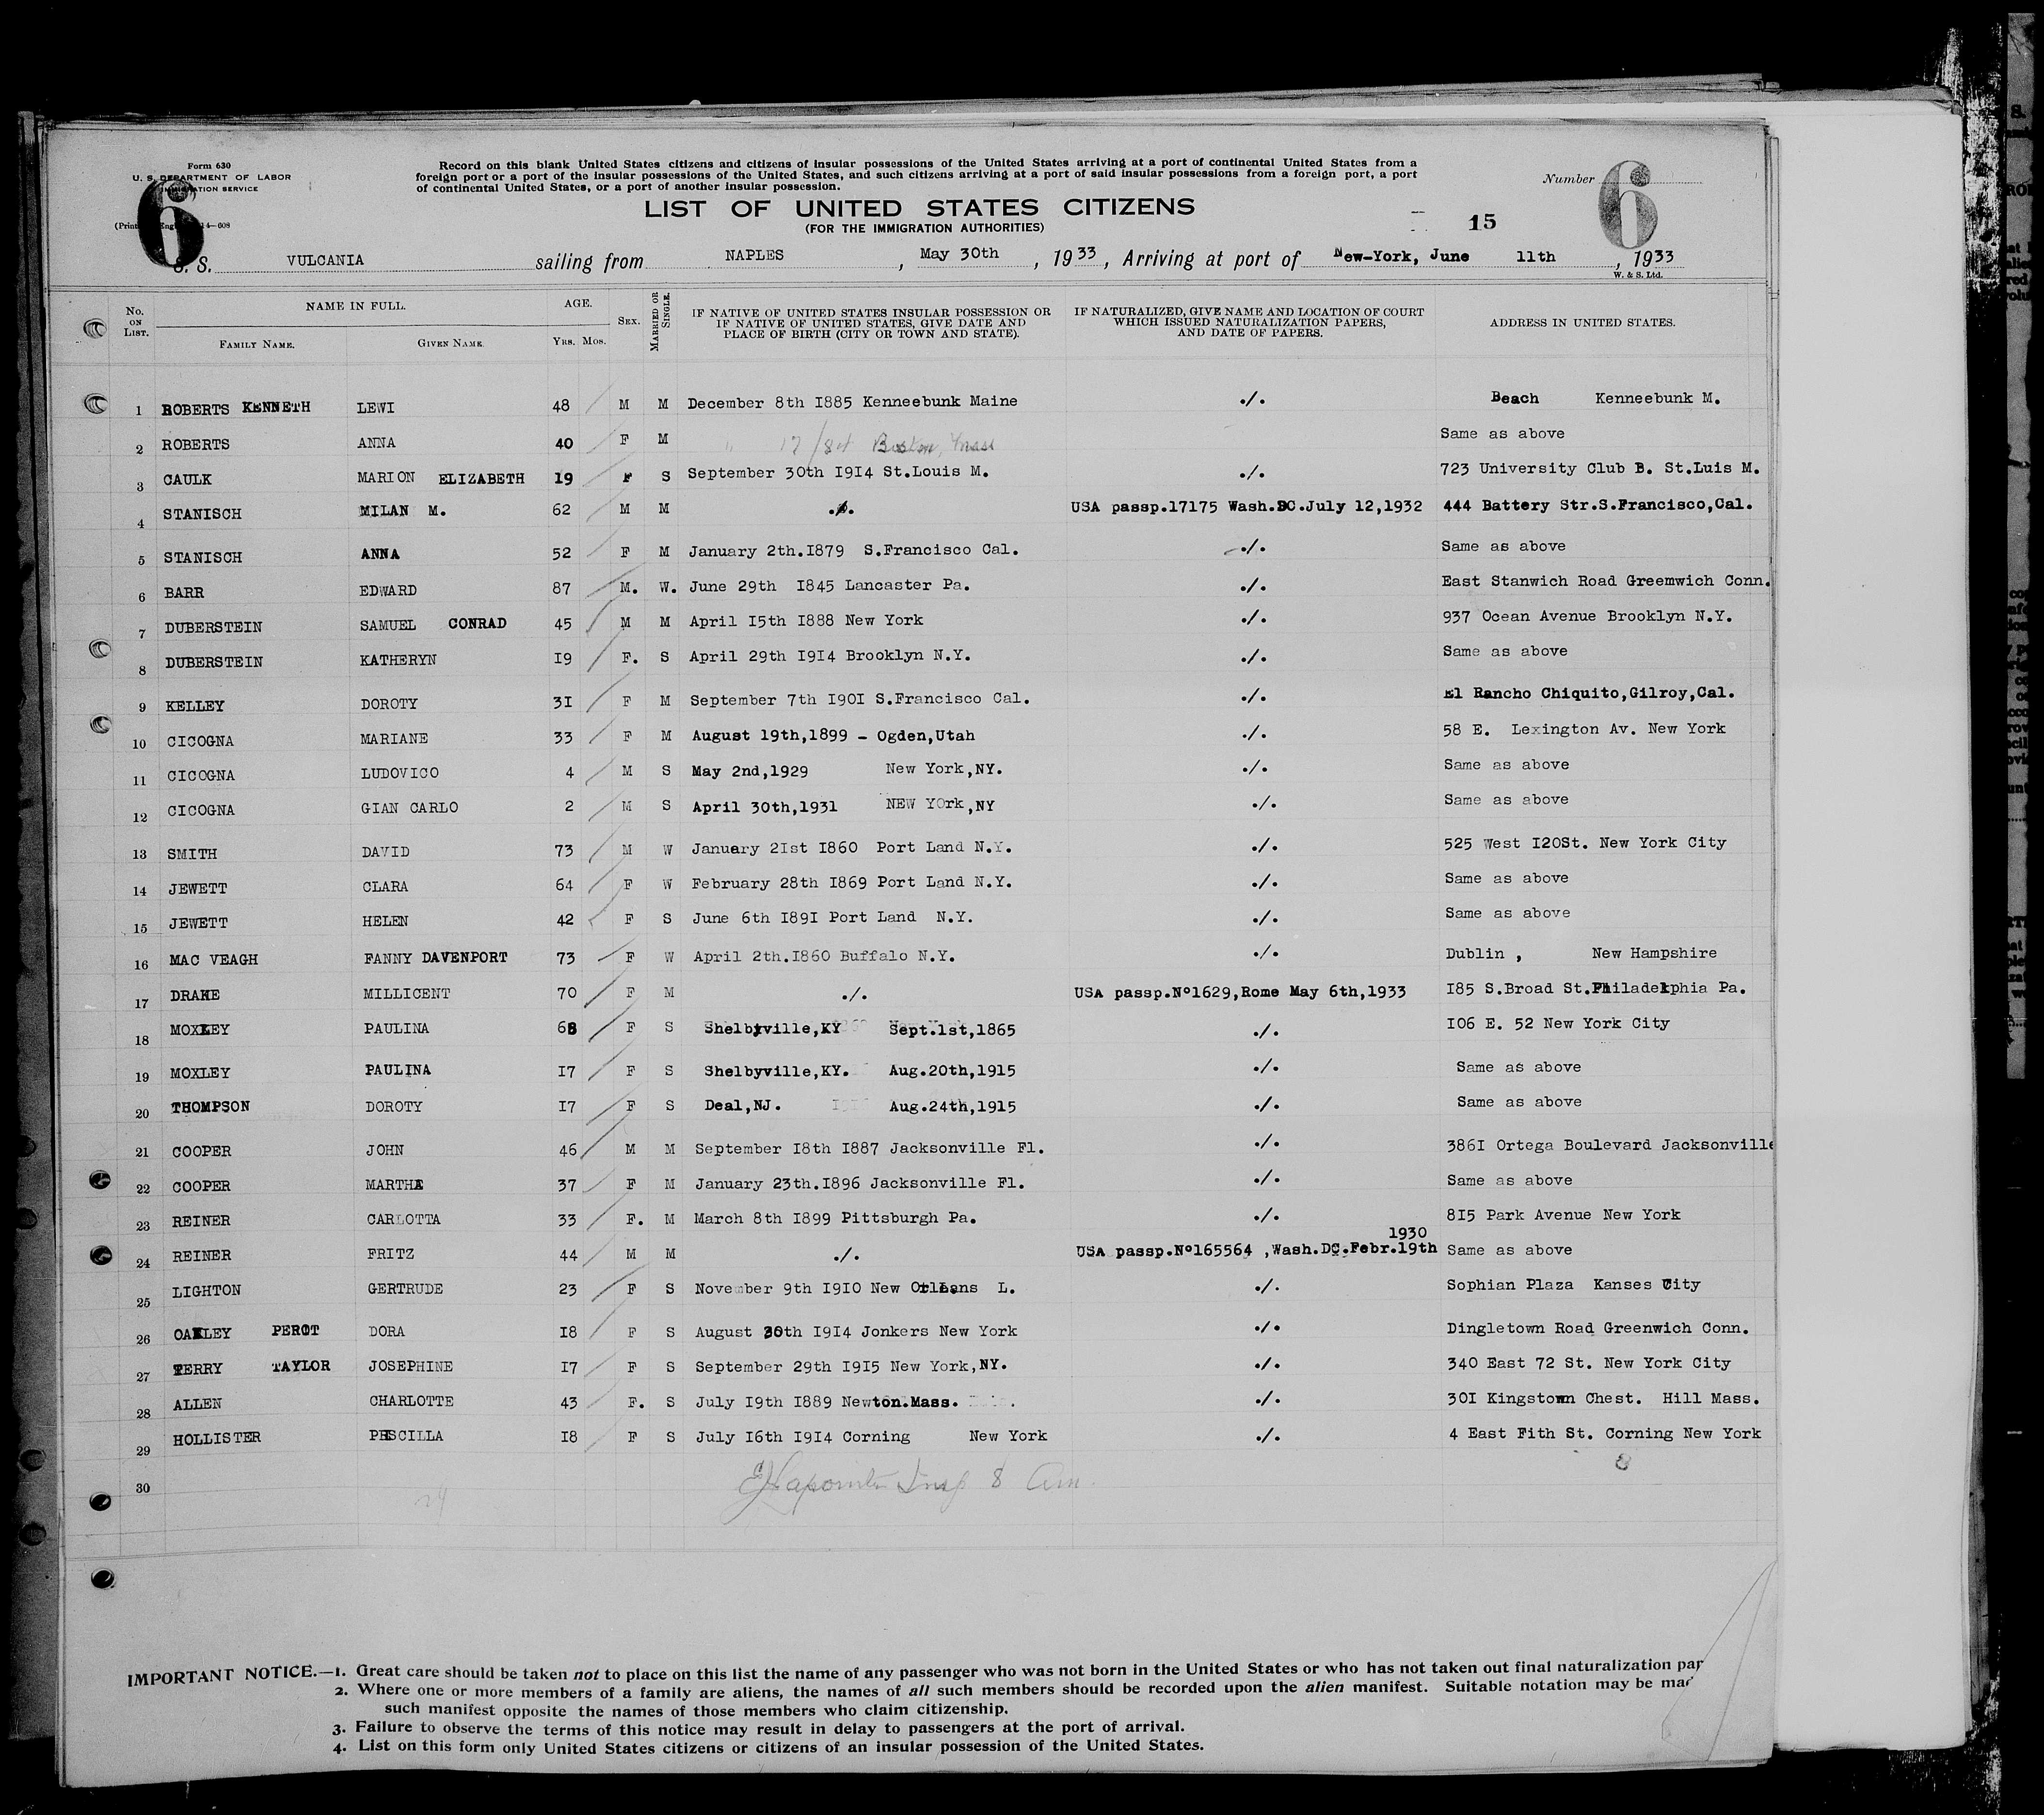 Form 630
U. S. DEPARTMENT OF LABOR
IMMIGRATION SERVICE
6
Record on this blank United States citizens and citizens of insular possessions of the United States arriving at a port of continental United States from a
foreign port or a port of the insular possessions of the United States, and such citizens arriving at a port of said insular possessions from a foreign port, a port
of continental United States, or a port of another insular possession.
Number 6
LIST OF UNITED STATES CITIZENS
(FOR THE IMMIGRATION AUTHORITIES)
15
S. S. VULCANIA sailing from NAPLES, May 30th, 1933, Arriving at port of New-York, June 11th, 1933
W. & S. Ltd.
No. ON LIST. NAME IN FULL. FAMILY NAME. GIVEN NAME. AGE. YRS. MOS. SEX. MARRIED OR SINGLE. IF NATIVE OF UNITED STATES INSULAR POSSESSION OR IF NATIVE OF UNITED STATES, GIVE DATE AND PLACE OF BIRTH (CITY OR TOWN AND STATE). IF NATURALIZED, GIVE NAME AND LOCATION OF COURT WHICH ISSUED NATURALIZATION PAPERS, AND DATE OF PAPERS. ADDRESS IN UNITED STATES.
1 ROBERTS KENNETH LEWI 48 M M December 8th 1885 Kenneebunk Maine ./. Beach Kenneebunk M.
2 ROBERTS ANNA 40 F M " 17/84 Boston, Mass Same as above
3 CAULK MARION ELIZABETH 19 F S September 30th 1914 St.Louis M. ./. 723 University Club B. St.Luis M.
4 STANISCH MILAN M. 62 M M ./. USA passp.17175 Wash.DC.July 12,1932 444 Battery Str.S.Francisco,Cal.
5 STANISCH ANNA 52 F M January 2th.1879 S.Francisco Cal. ./. Same as above
6 BARR EDWARD 87 M. W. June 29th 1845 Lancaster Pa. ./. East Stanwich Road Greemwich Conn.
7 DUBERSTEIN SAMUEL CONRAD 45 M M April 15th 1888 New York ./. 937 Ocean Avenue Brooklyn N.Y.
8 DUBERSTEIN KATHERYN 19 F. S April 29th 1914 Brooklyn N.Y. ./. Same as above
9 KELLEY DOROTY 31 F M September 7th 1901 S.Francisco Cal. ./. El Rancho Chiquito,Gilroy,Cal.
10 CICOGNA MARIANE 33 F M August 19th,1899 - Ogden,Utah ./. 58 E. Lexington Av. New York
11 CICOGNA LUDOVICO 4 M S May 2nd,1929 New York,NY. ./. Same as above
12 CICOGNA GIAN CARLO 2 M S April 30th,1931 NEW YOrk,NY ./. Same as above
13 SMITH DAVID 73 M W January 21st 1860 Port Land N.Y. ./. 525 West 120St. New York City
14 JEWETT CLARA 64 F W February 28th 1869 Port Land N.Y. ./. Same as above
15 JEWETT HELEN 42 F S June 6th 1891 Port Land N.Y. ./. Same as above
16 MAC VEAGH FANNY DAVENPORT 73 F W April 2th.1860 Buffalo N.Y. ./. Dublin , New Hampshire
17 DRAKE MILLICENT 70 F M ./. USA passp.Nº1629,Rome May 6th,1933 185 S.Broad St.Philadelphia Pa.
18 MOXLEY PAULINA 68 F S Shelbyville,KY Sept.1st,1865 ./. 106 E. 52 New York City
19 MOXLEY PAULINA 17 F S Shelbyville,KY. Aug.20th,1915 ./. Same as above
20 THOMPSON DOROTY 17 F S Deal,NJ. Aug.24th,1915 ./. Same as above
21 COOPER JOHN 46 M M September 18th 1887 Jacksonville Fl. ./. 3861 Ortega Boulevard Jacksonville
22 COOPER MARTHA 37 F M January 23th.1896 Jacksonville Fl. ./. Same as above
23 REINER CARLOTTA 33 F. M March 8th 1899 Pittsburgh Pa. ./. 815 Park Avenue New York
24 REINER FRITZ 44 M M ./. USA passp.Nº165564 ,Wash.DC.Febr.19th 1930 Same as above
25 LIGHTON GERTRUDE 23 F S November 9th 1910 New Orleans L. ./. Sophian Plaza Kanses City
26 OAKLEY PEROT DORA 18 F S August 30th 1914 Jonkers New York ./. Dingletown Road Greenwich Conn.
27 TERRY TAYLOR JOSEPHINE 17 F S September 29th 1915 New York,NY. ./. 340 East 72 St. New York City
28 ALLEN CHARLOTTE 43 F. S July 19th 1889 Newton.Mass. ./. 301 Kingstown Chest. Hill Mass.
29 HOLLISTER PRISCILLA 18 F S July 16th 1914 Corning New York ./. 4 East Fith St. Corning New York
30
8
IMPORTANT NOTICE.—1. Great care should be taken not to place on this list the name of any passenger who was not born in the United States or who has not taken out final naturalization pap
2. Where one or more members of a family are aliens, the names of all such members should be recorded upon the alien manifest. Suitable notation may be mad
such manifest opposite the names of those members who claim citizenship.
3. Failure to observe the terms of this notice may result in delay to passengers at the port of arrival.
4. List on this form only United States citizens or citizens of an insular possession of the United States.